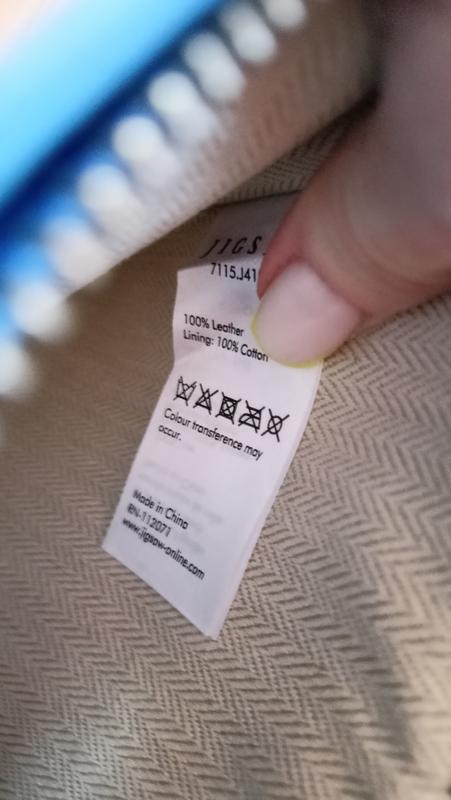 JIGS
7115J41
100% Leather
Lining: 100% Cotton
Colour transference may
occur.
Made in China
RN-112071
www.jigsaw-online.com